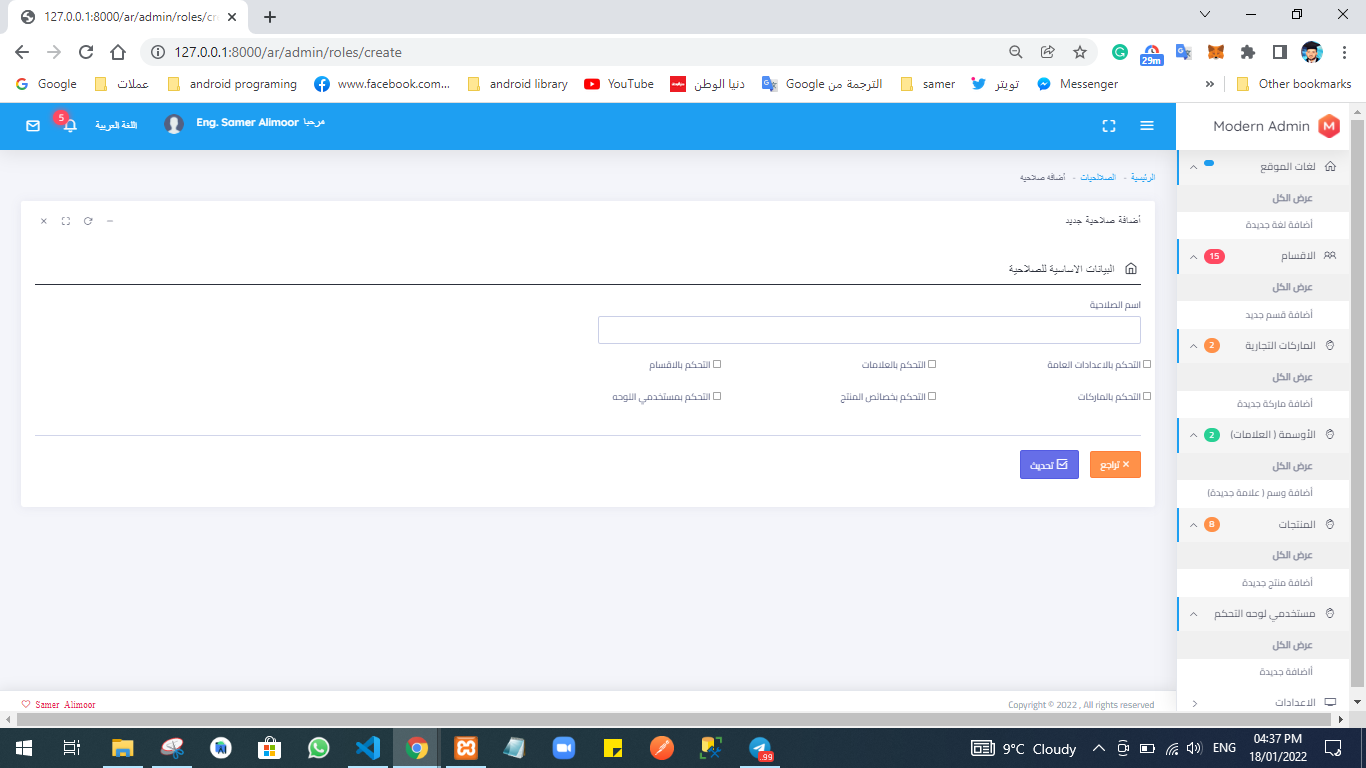 127.0.0.1:8000/ar/admin/roles/cr
127.0.0.1:8000/ar/admin/roles/create
29m
Google
عملات
android programing
www.facebook.com...
android library
YouTube
دنيا الوطن
الترجمة من Google
samer
تويتر
Messenger
»
Other bookmarks
Modern Admin
مرحبا Eng. Samer Alimoor
اللغة العربية
5
الرئيسية - الصلاحيات - أضافه صلاحيه
أضافة صلاحية جديد
البيانات الاساسية للصلاحية
اسم الصلاحية
التحكم بالاعدادات العامة
التحكم بالعلامات
التحكم بالاقسام
التحكم بالماركات
التحكم بخصائص المنتج
التحكم بمستخدمي اللوحه
تراجع
تحديث
لغات الموقع
عرض الكل
أضافة لغة جديدة
الاقسام 15
عرض الكل
أضافة قسم جديد
الماركات التجارية 2
عرض الكل
أضافة ماركة جديدة
الأوسمة ( العلامات) 2
عرض الكل
أضافة وسم ( علامة جديدة)
المنتجات 8
عرض الكل
أضافة منتج جديدة
مستخدمي لوحه التحكم
عرض الكل
أاضافة جديدة
الاعدادات
Samer Alimoor
Copyright © 2022 , All rights reserved
.99
9°C Cloudy
ENG
04:37 PM
18/01/2022